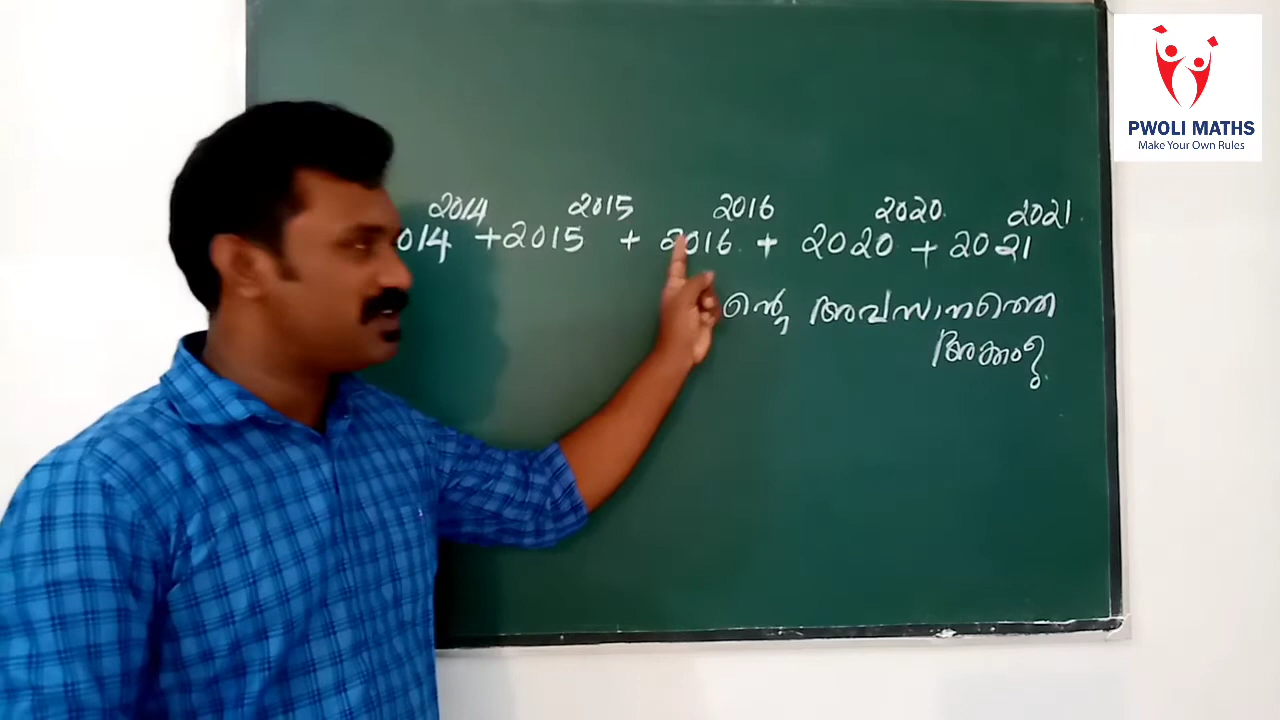 2014 2015 2016 2020 2021
014 + 2015 + 2016 + 2020 + 2021
ന്റെ അവസാനത്തെ
അക്കം?
PWOLI MATHS
Make Your Own Rules